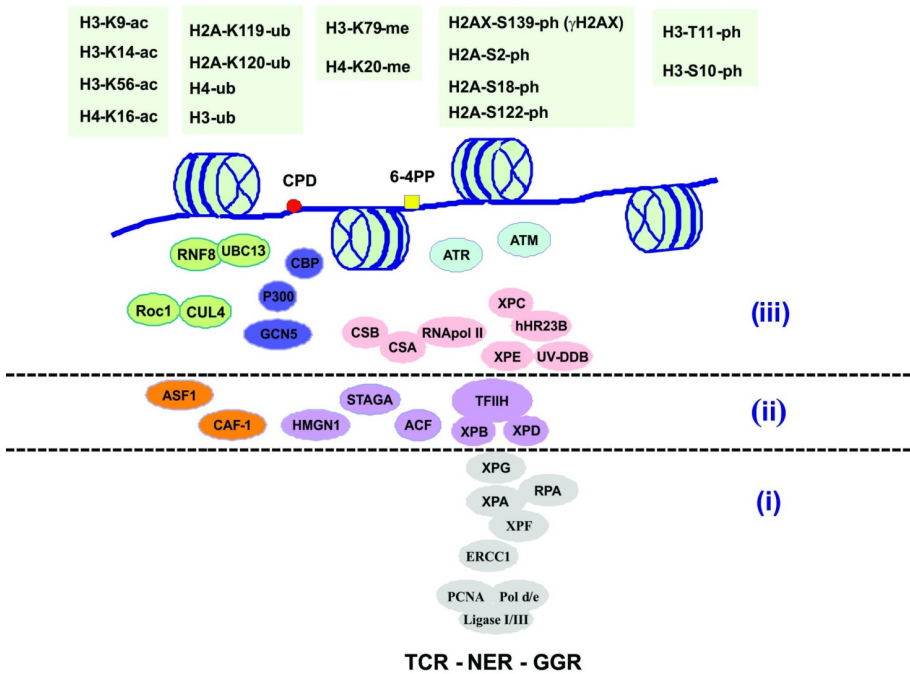 H3-K9-ac
H3-K14-ac
H3-K56-ac
H4-K16-ac
H2A-K119-ub
H2A-K120-ub
H4-ub
H3-ub
H3-K79-me
H4-K20-me
H2AX-S139-ph (γH2AX)
H2A-S2-ph
H2A-S18-ph
H2A-S122-ph
H3-T11-ph
H3-S10-ph
CPD
6-4PP
RNF8
UBC13
CBP
ATR
ATM
P300
Roc1
CUL4
GCN5
CSB
CSA
RNApol II
XPC
hHR23B
XPE
UV-DDB
(iii)
ASF1
CAF-1
HMGN1
STAGA
ACF
TFIIH
XPB
XPD
(ii)
XPG
XPA
RPA
XPF
ERCC1
PCNA
Pol d/e
Ligase I/III
(i)
TCR - NER - GGR